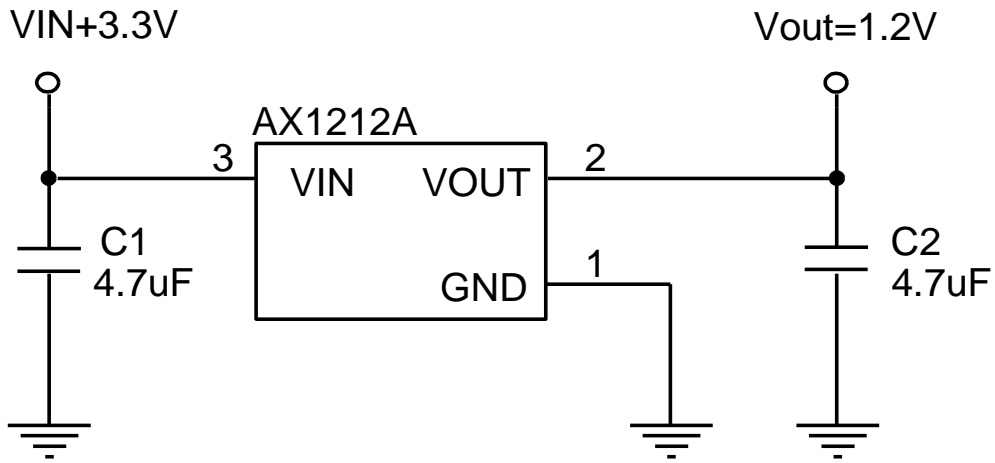 VIN+3.3V
Vout=1.2V
AX1212A
3
VIN
VOUT
2
C1
4.7uF
GND
1
C2
4.7uF